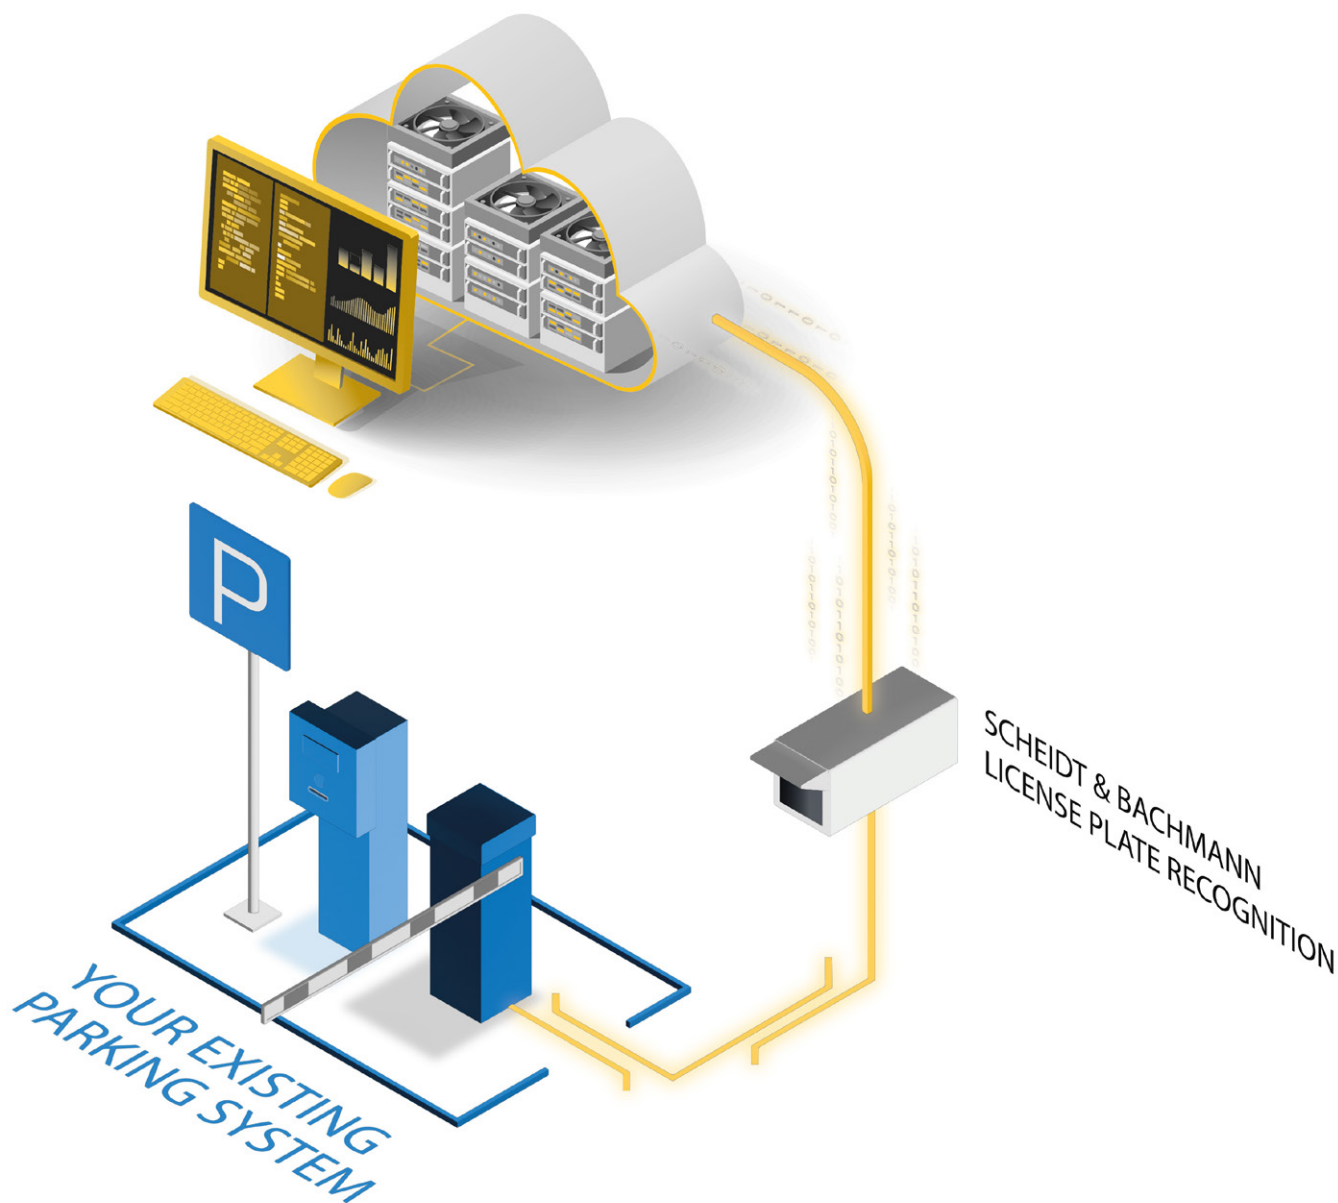 P
SCHEIDT & BACHMANN
LICENSE PLATE RECOGNITION
YOUR EXISTING
PARKING SYSTEM